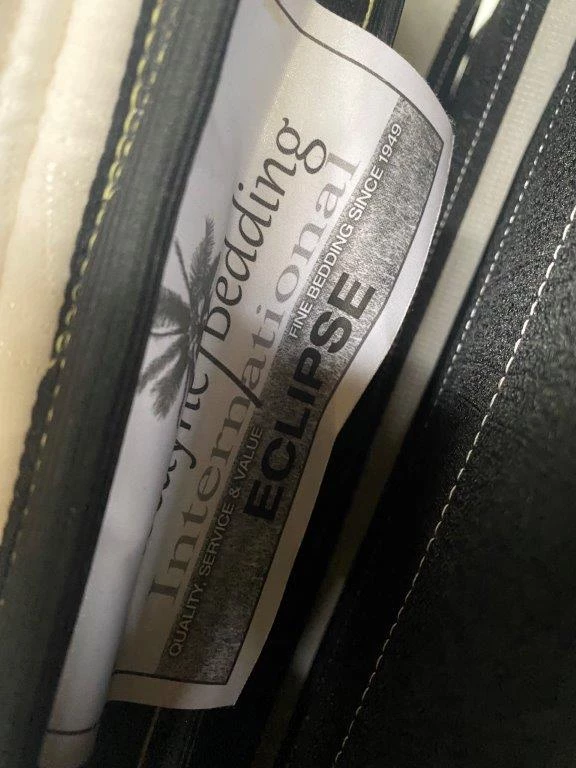 bedding
International
QUALITY, SERVICE & VALUE FINE BEDDING SINCE 1949
ECLIPSE